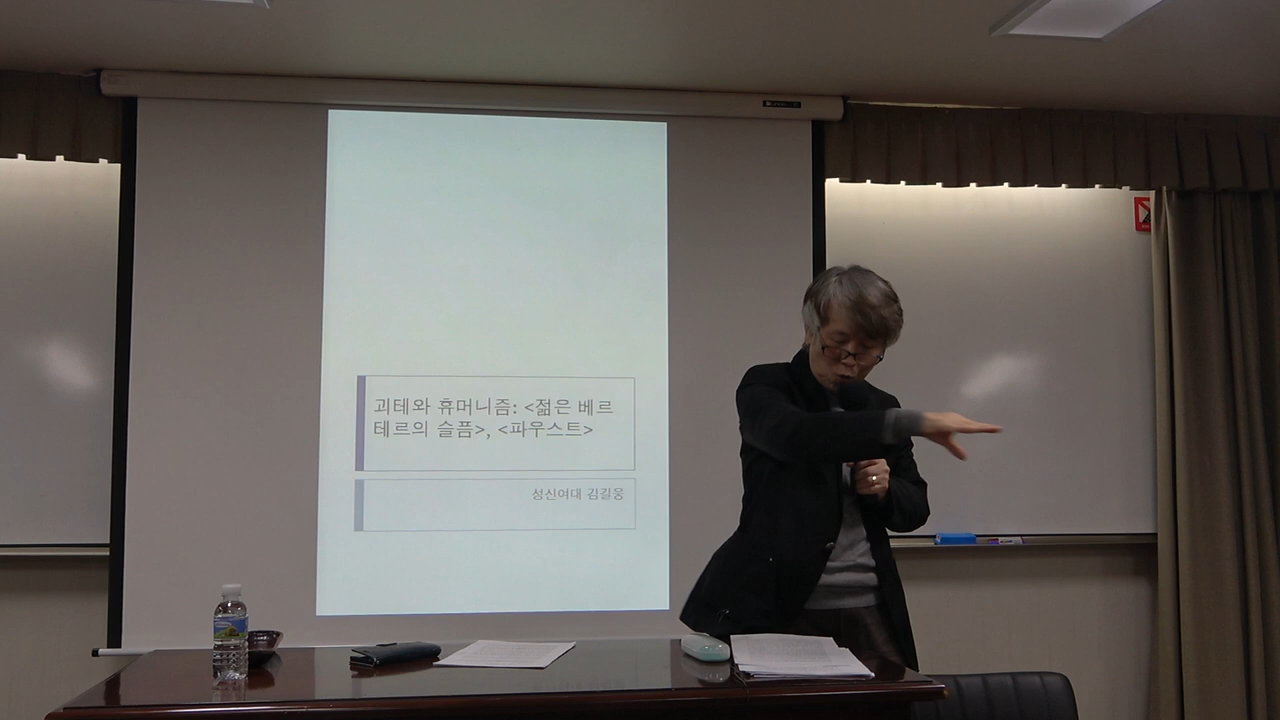 괴테와 휴머니즘: <젊은 베르
테르의 슬픔>, <파우스트>
성신여대 김길웅